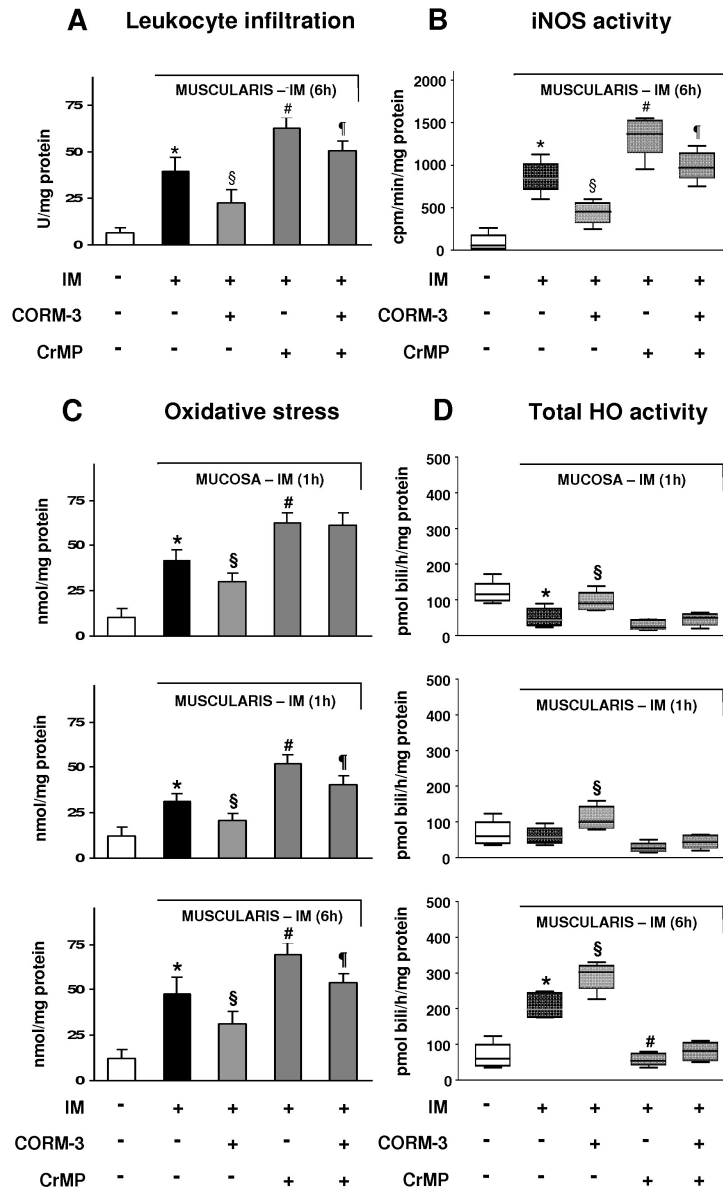 A Leukocyte infiltration
MUSCULARIS – IM (6h)
U/mg protein
75
50
25
0
* § # ¶
IM - + + + +
CORM-3 - - + - +
CrMP - - - + +
B iNOS activity
MUSCULARIS – IM (6h)
cpm/min/mg protein
2000
1500
1000
500
0
* § # ¶
IM - + + + +
CORM-3 - - + - +
CrMP - - - + +
C Oxidative stress
MUCOSA – IM (1h)
nmol/mg protein
75
50
25
0
* § #
MUSCULARIS – IM (1h)
nmol/mg protein
75
50
25
0
* § # ¶
MUSCULARIS – IM (6h)
nmol/mg protein
75
50
25
0
* § # ¶
IM - + + + +
CORM-3 - - + - +
CrMP - - - + +
D Total HO activity
MUCOSA – IM (1h)
pmol bili/h/mg protein
500
400
300
200
100
0
* §
MUSCULARIS – IM (1h)
pmol bili/h/mg protein
500
400
300
200
100
0
§
MUSCULARIS – IM (6h)
pmol bili/h/mg protein
500
400
300
200
100
0
* § #
IM - + + + +
CORM-3 - - + - +
CrMP - - - + +